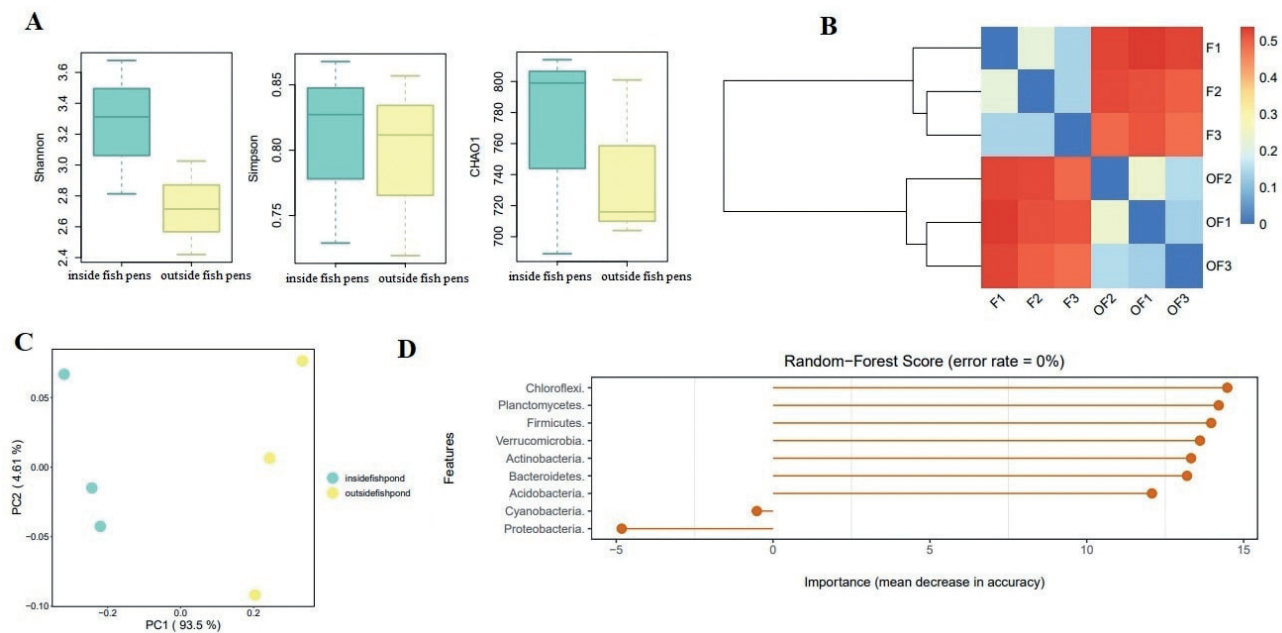 A
Shannon
2.4 2.6 2.8 3.0 3.2 3.4 3.6
inside fish pens outside fish pens
Simpson
0.75 0.80 0.85
inside fish pens outside fish pens
CHAO1
700 720 740 760 780 800
inside fish pens outside fish pens
B
F1
F2
F3
OF2
OF1
OF3
F1 F2 F3 OF2 OF1 OF3
0.5
0.4
0.3
0.2
0.1
0
C
PC2 ( 4.61 %)
0.05
0.00
−0.05
−0.10
−0.2 0.0 0.2
PC1 ( 93.5 %)
insidefishpond
outsidefishpond
D
Random−Forest Score (error rate = 0%)
Features
Chloroflexi.
Planctomycetes.
Firmicutes.
Verrucomicrobia.
Actinobacteria.
Bacteroidetes.
Acidobacteria.
Cyanobacteria.
Proteobacteria.
−5 0 5 10 15
Importance (mean decrease in accuracy)